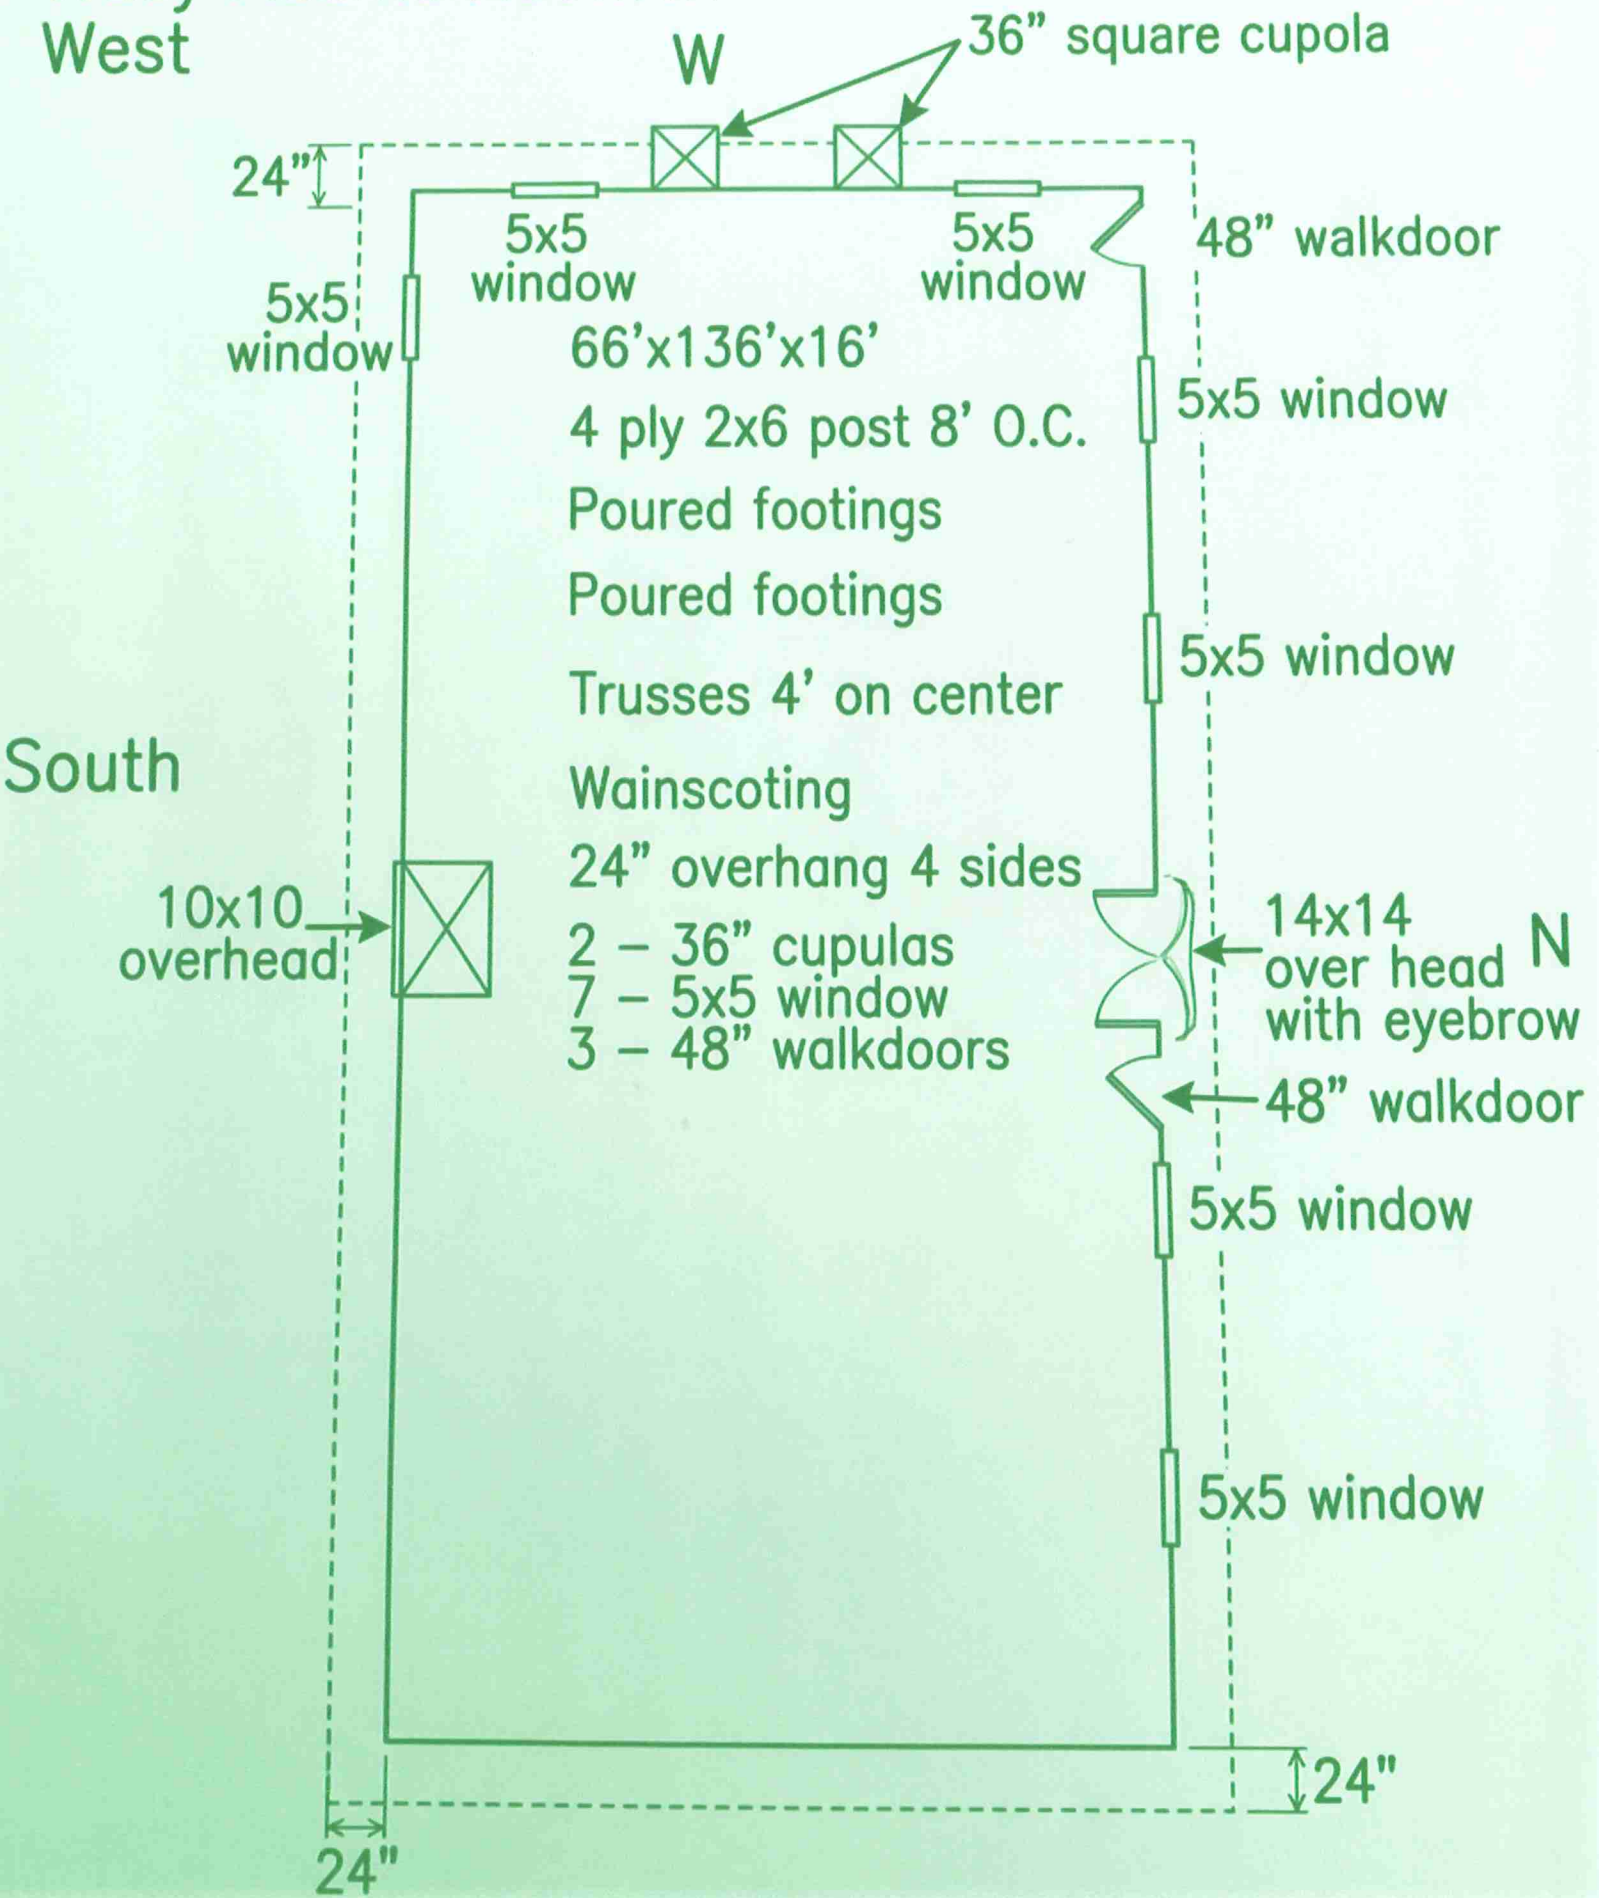 West
W
36” square cupola
24”
5x5
window
5x5
window
48” walkdoor
5x5
window
66’x136’x16’
5x5 window
4 ply 2x6 post 8’ O.C.
Poured footings
Poured footings
5x5 window
Trusses 4’ on center
South
Wainscoting
24” overhang 4 sides
10x10
overhead
14x14
over head
with eyebrow
N
2 – 36” cupulas
7 – 5x5 window
3 – 48” walkdoors
48” walkdoor
5x5 window
5x5 window
24"
24"